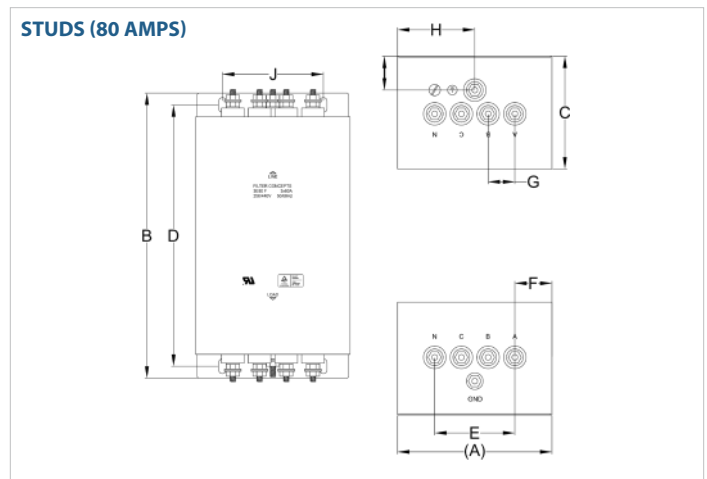 STUDS (80 AMPS)
H
J
C
N C B A
G
B
D
LINE
FILTER CONCEPTS
LOAD
F
N C B A
GND
E
(A)